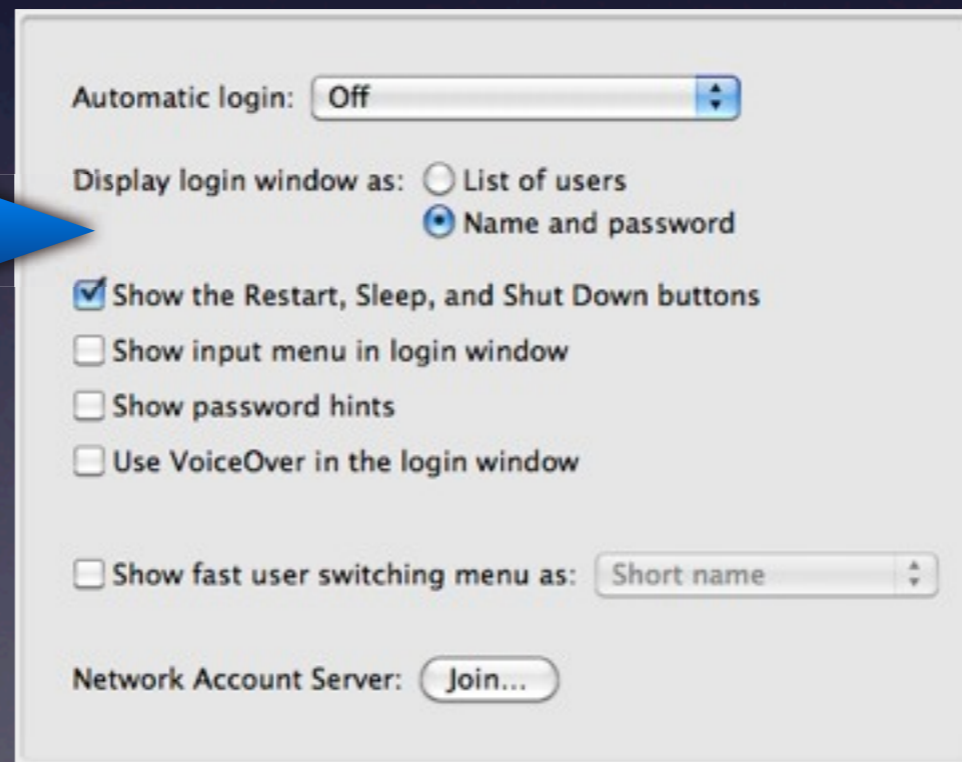 Automatic login: Off
Display login window as: List of users
Name and password
Show the Restart, Sleep, and Shut Down buttons
Show input menu in login window
Show password hints
Use VoiceOver in the login window
Show fast user switching menu as: Short name
Network Account Server: Join...